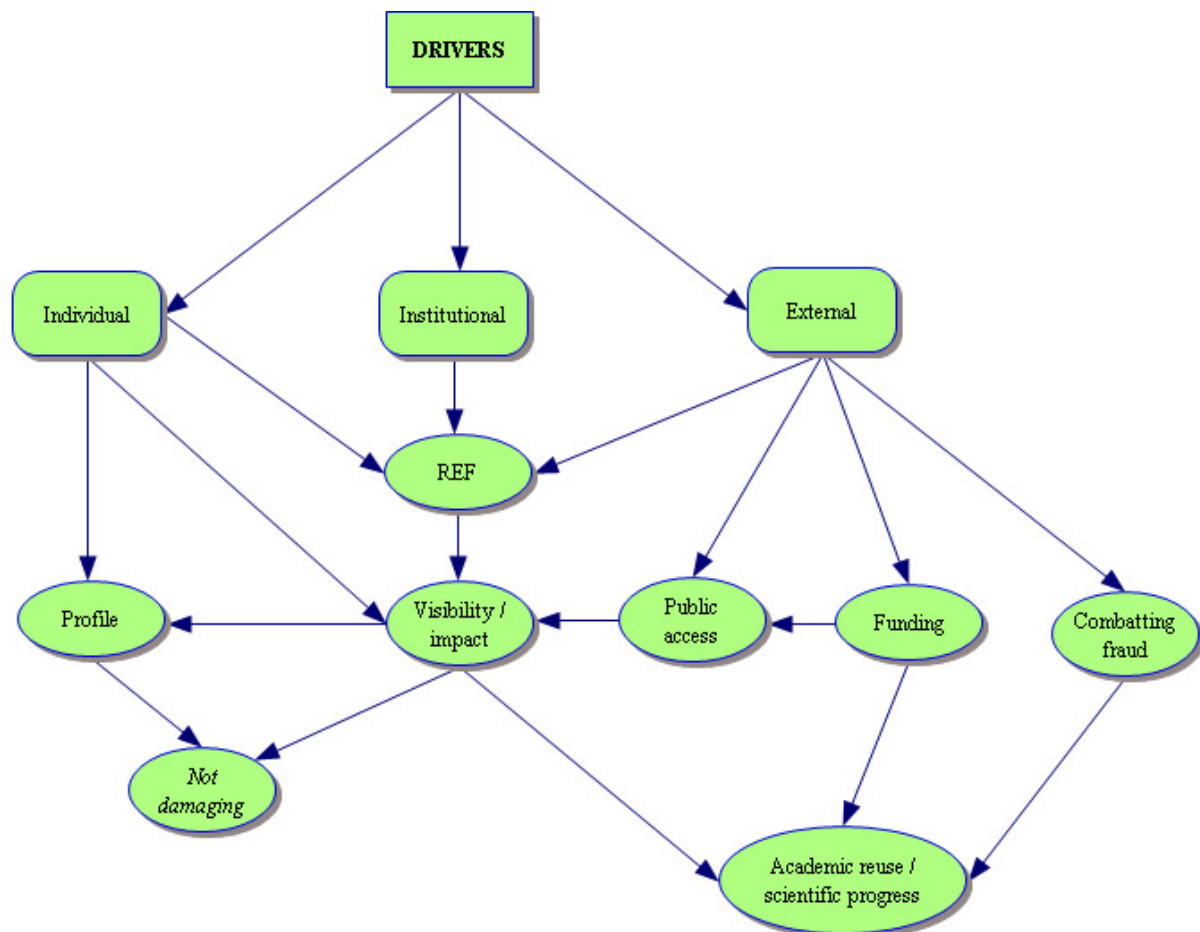 DRIVERS
Individual
Institutional
External
REF
Profile
Visibility /
impact
Public
access
Funding
Combatting
fraud
Not
damaging
Academic reuse /
scientific progress